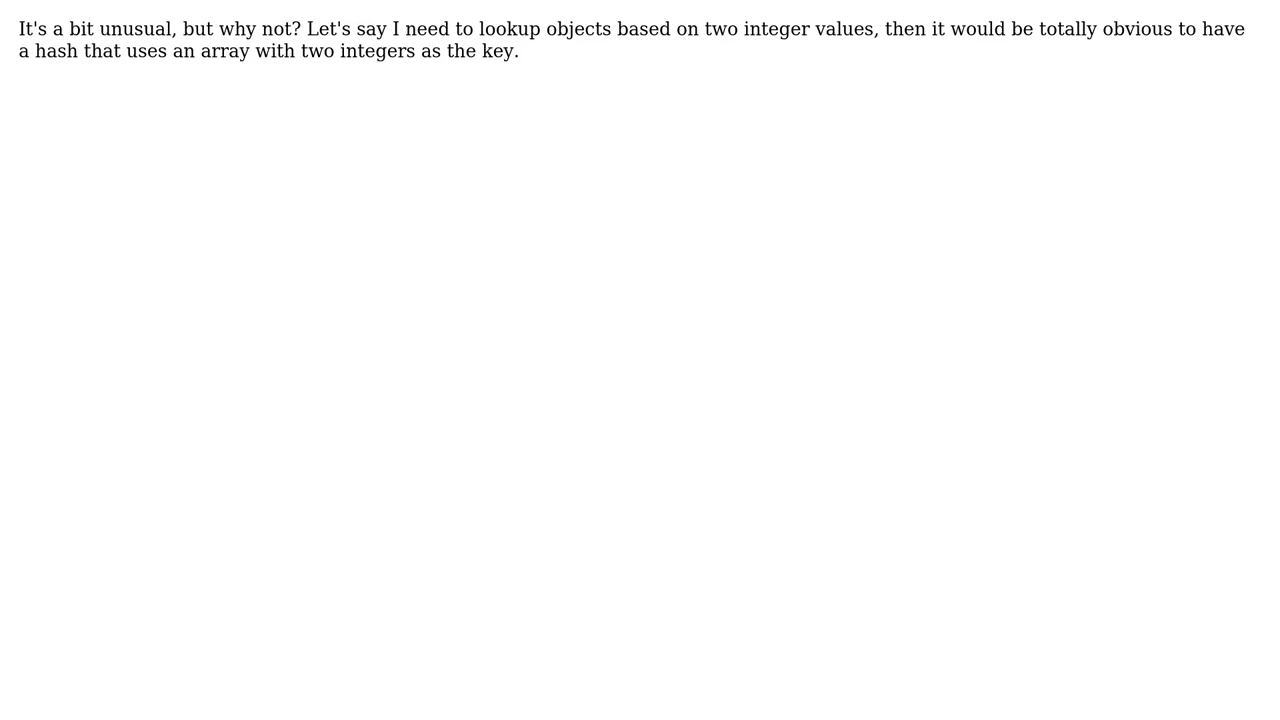 It's a bit unusual, but why not? Let's say I need to lookup objects based on two integer values, then it would be totally obvious to have
a hash that uses an array with two integers as the key.